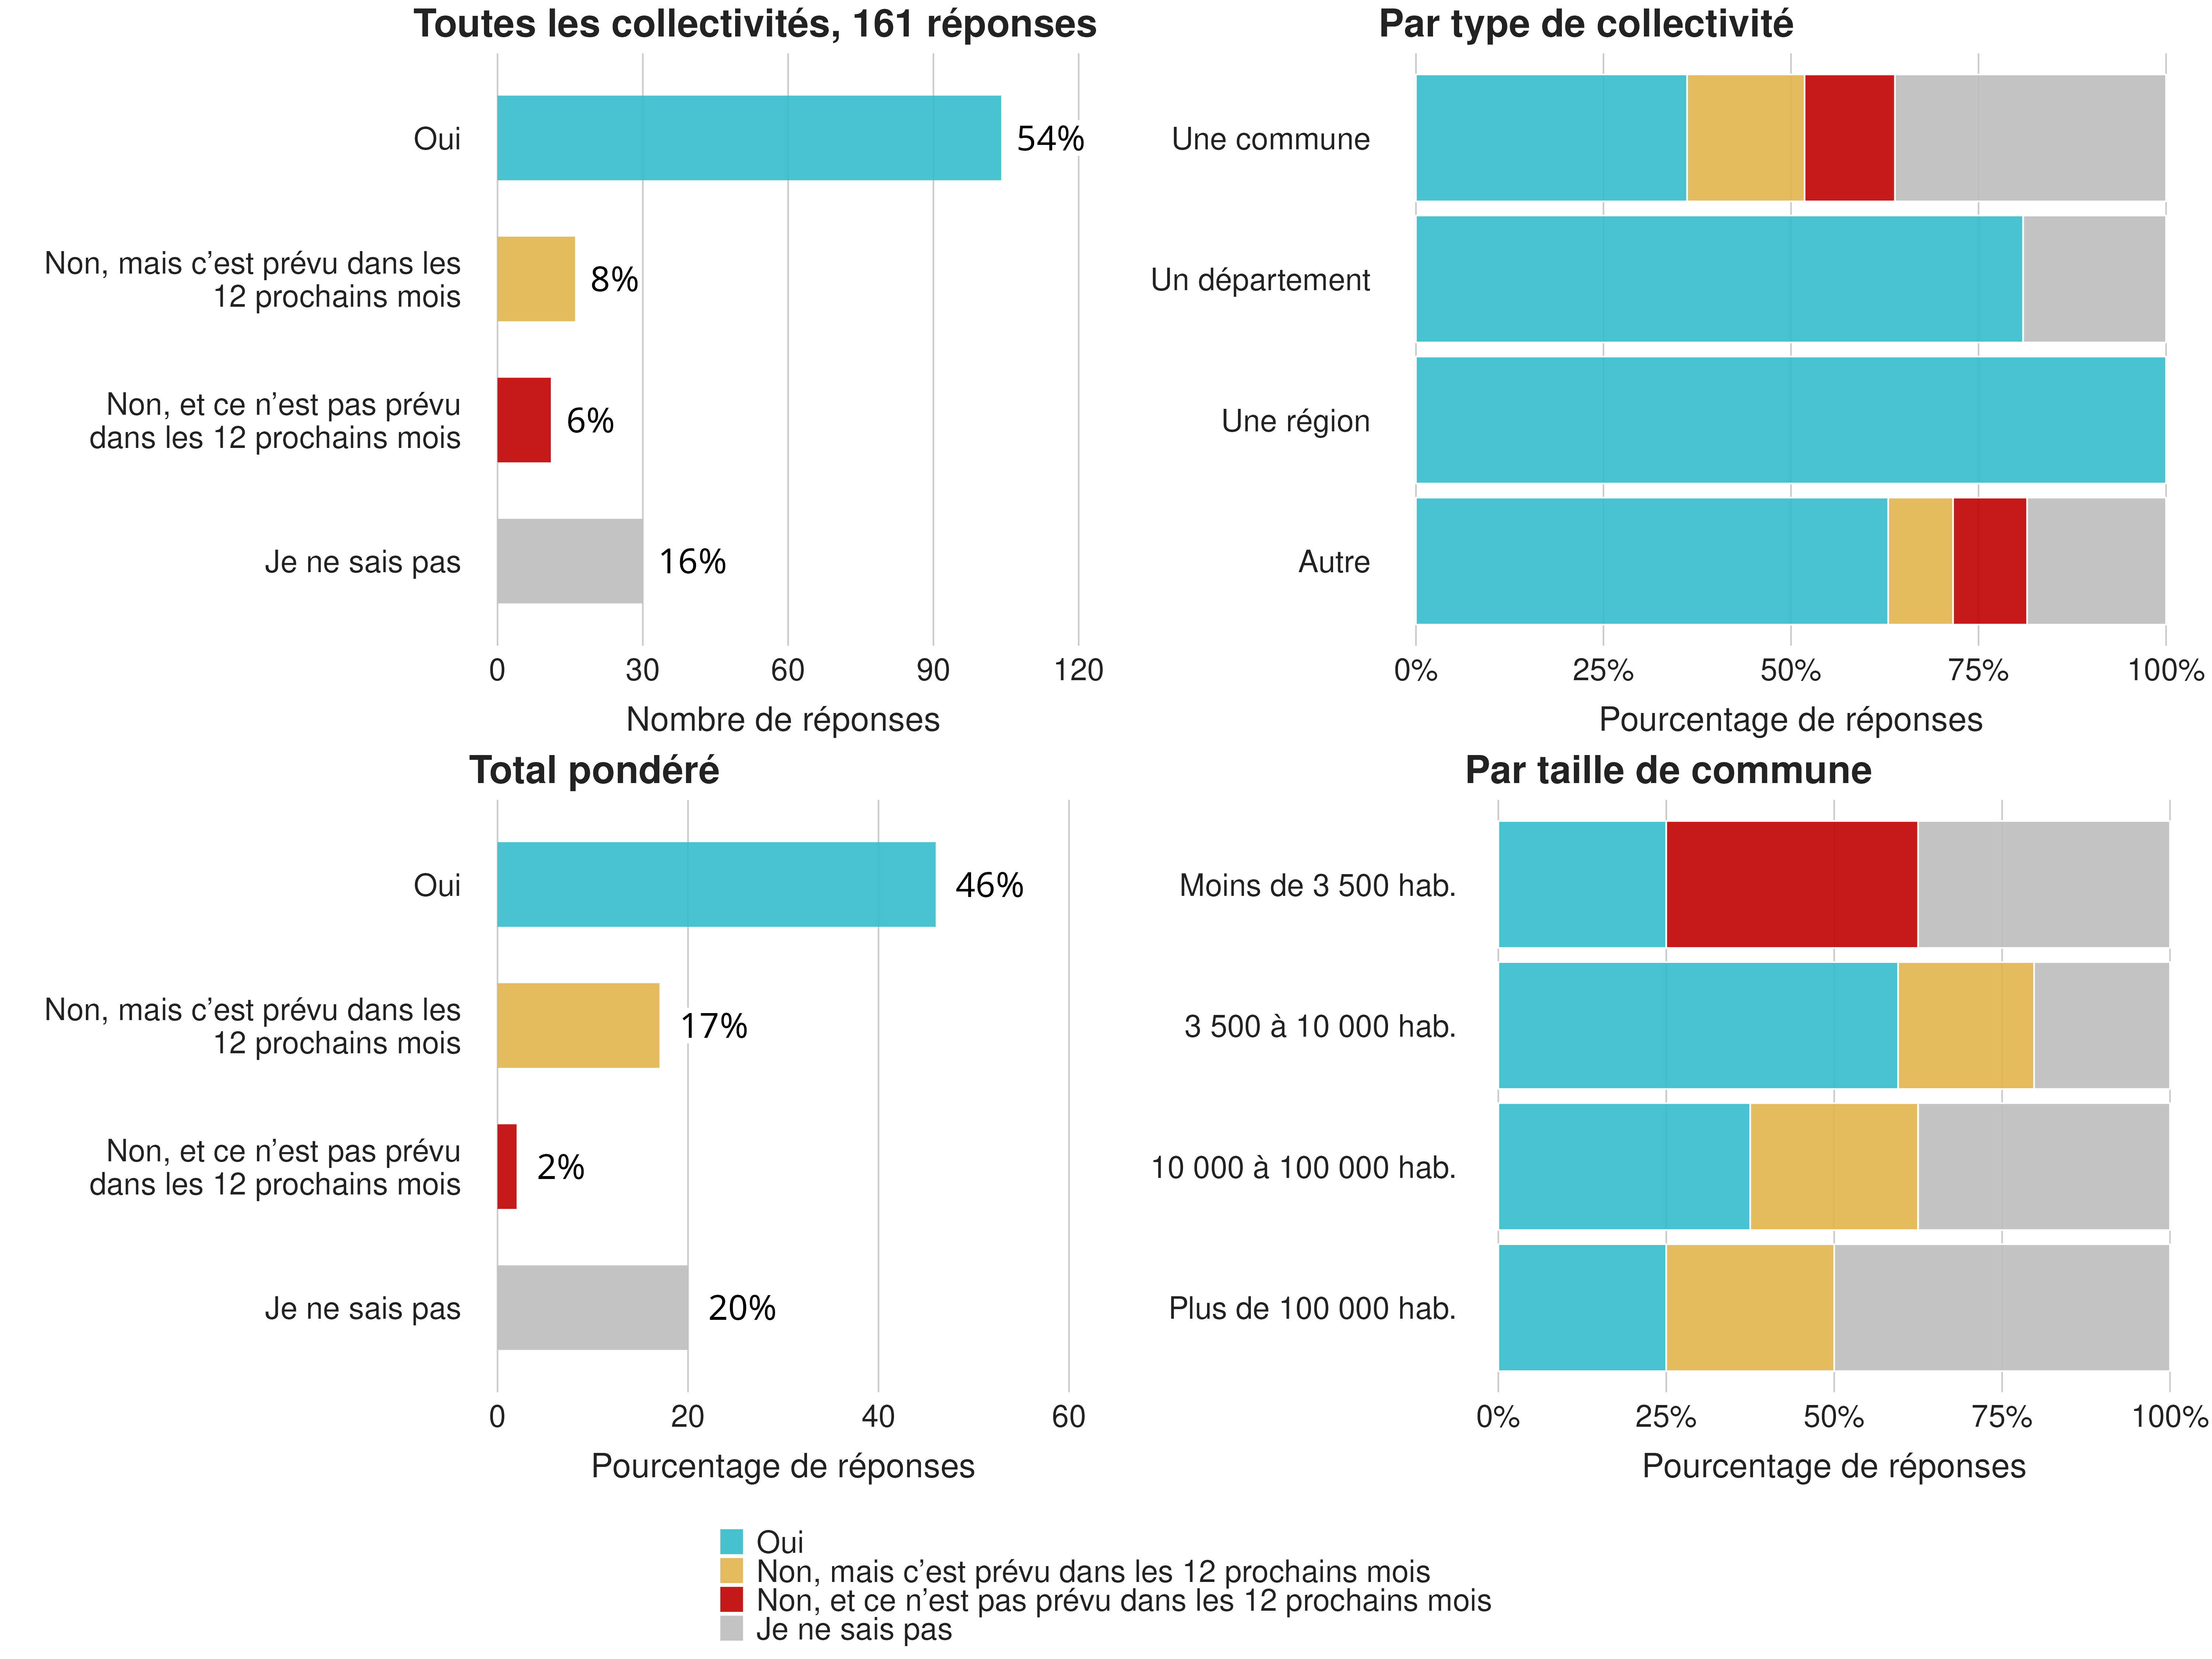 Toutes les collectivités, 161 réponses
Oui
54%
Non, mais c’est prévu dans les
12 prochains mois
8%
Non, et ce n’est pas prévu
dans les 12 prochains mois
6%
Je ne sais pas
16%
0 30 60 90 120
Nombre de réponses
Par type de collectivité
Une commune
Un département
Une région
Autre
0% 25% 50% 75% 100%
Pourcentage de réponses
Total pondéré
Oui
46%
Non, mais c’est prévu dans les
12 prochains mois
17%
Non, et ce n’est pas prévu
dans les 12 prochains mois
2%
Je ne sais pas
20%
0 20 40 60
Pourcentage de réponses
Par taille de commune
Moins de 3 500 hab.
3 500 à 10 000 hab.
10 000 à 100 000 hab.
Plus de 100 000 hab.
0% 25% 50% 75% 100%
Pourcentage de réponses
Oui
Non, mais c’est prévu dans les 12 prochains mois
Non, et ce n’est pas prévu dans les 12 prochains mois
Je ne sais pas